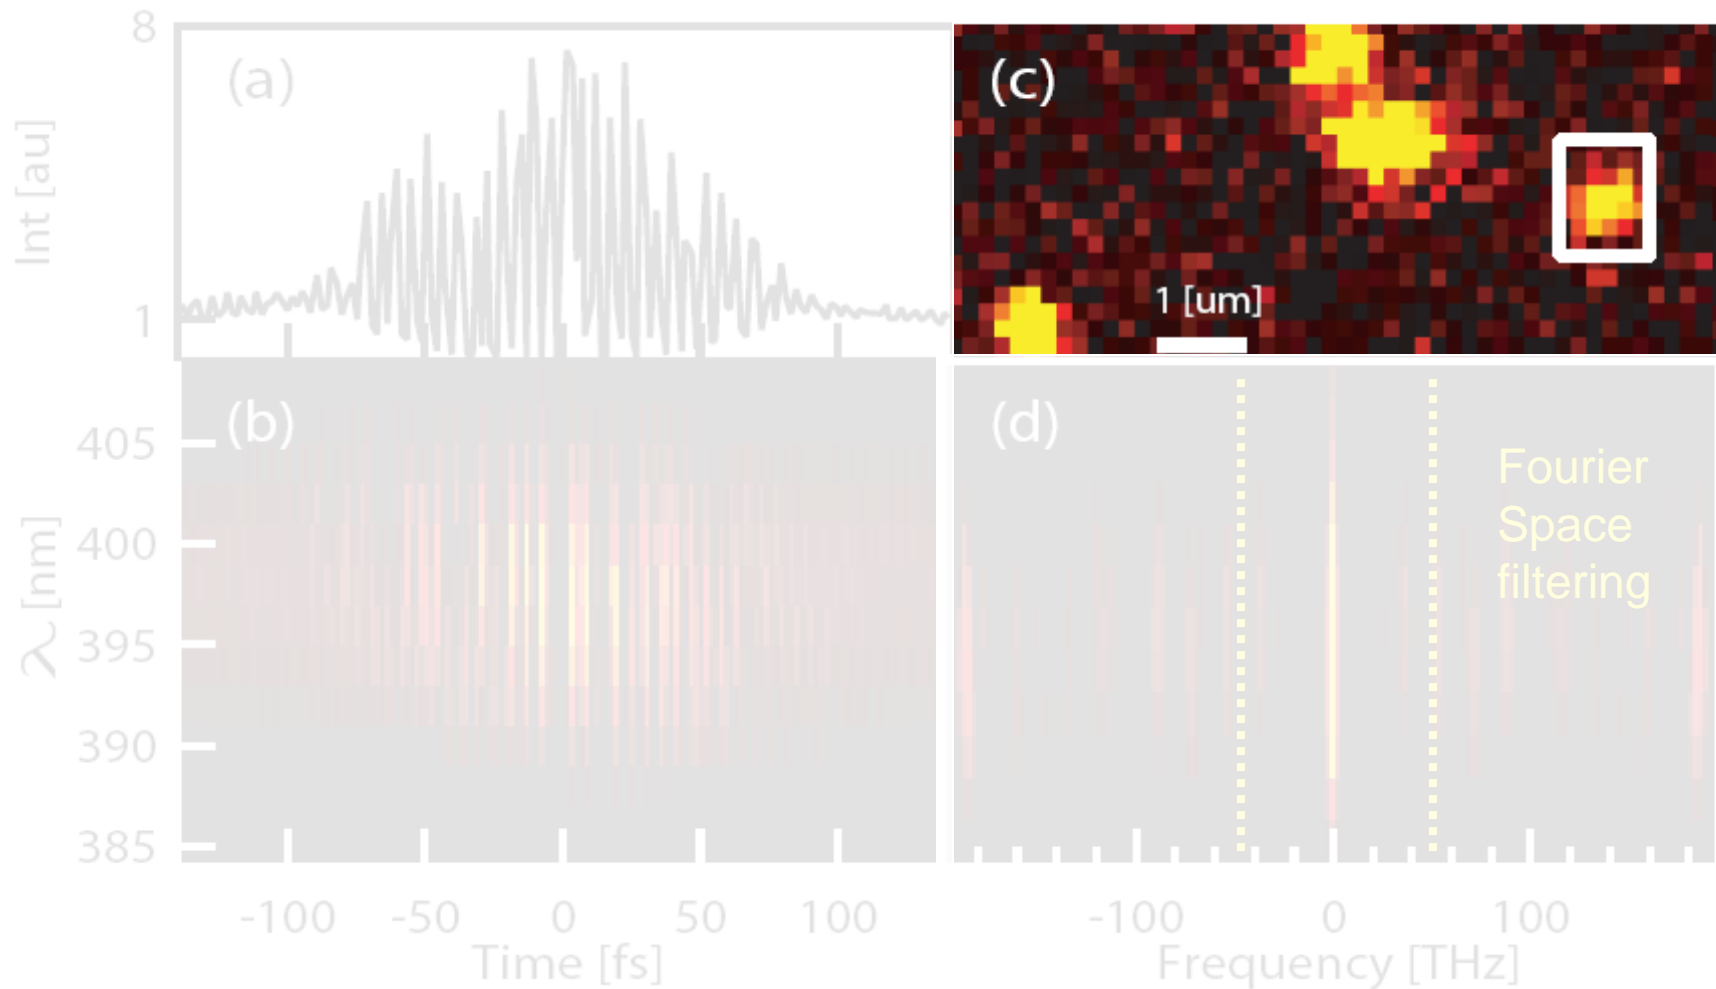 8
(a)
Int [au]
1
(c)
1 [um]
(b)
405
400
395
390
385
λ [nm]
-100 -50 0 50 100
Time [fs]
(d)
Fourier
Space
filtering
-100 0 100
Frequency [THz]